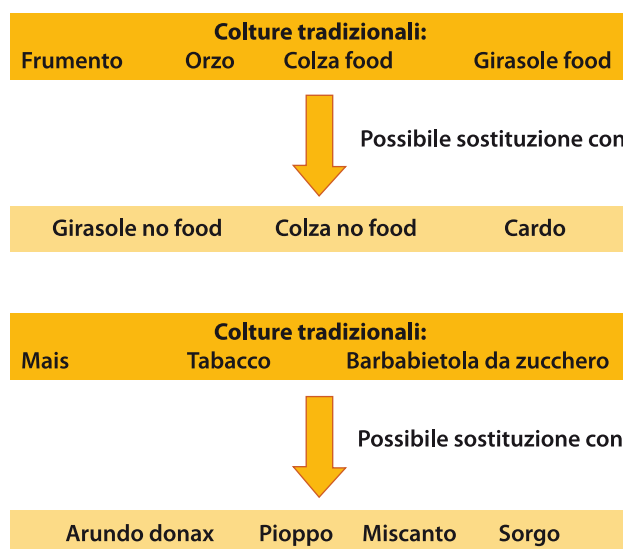 Colture tradizionali:
Frumento Orzo Colza food Girasole food
Possibile sostituzione con
Girasole no food Colza no food Cardo
Colture tradizionali:
Mais Tabacco Barbabietola da zucchero
Possibile sostituzione con
Arundo donax Pioppo Miscanto Sorgo